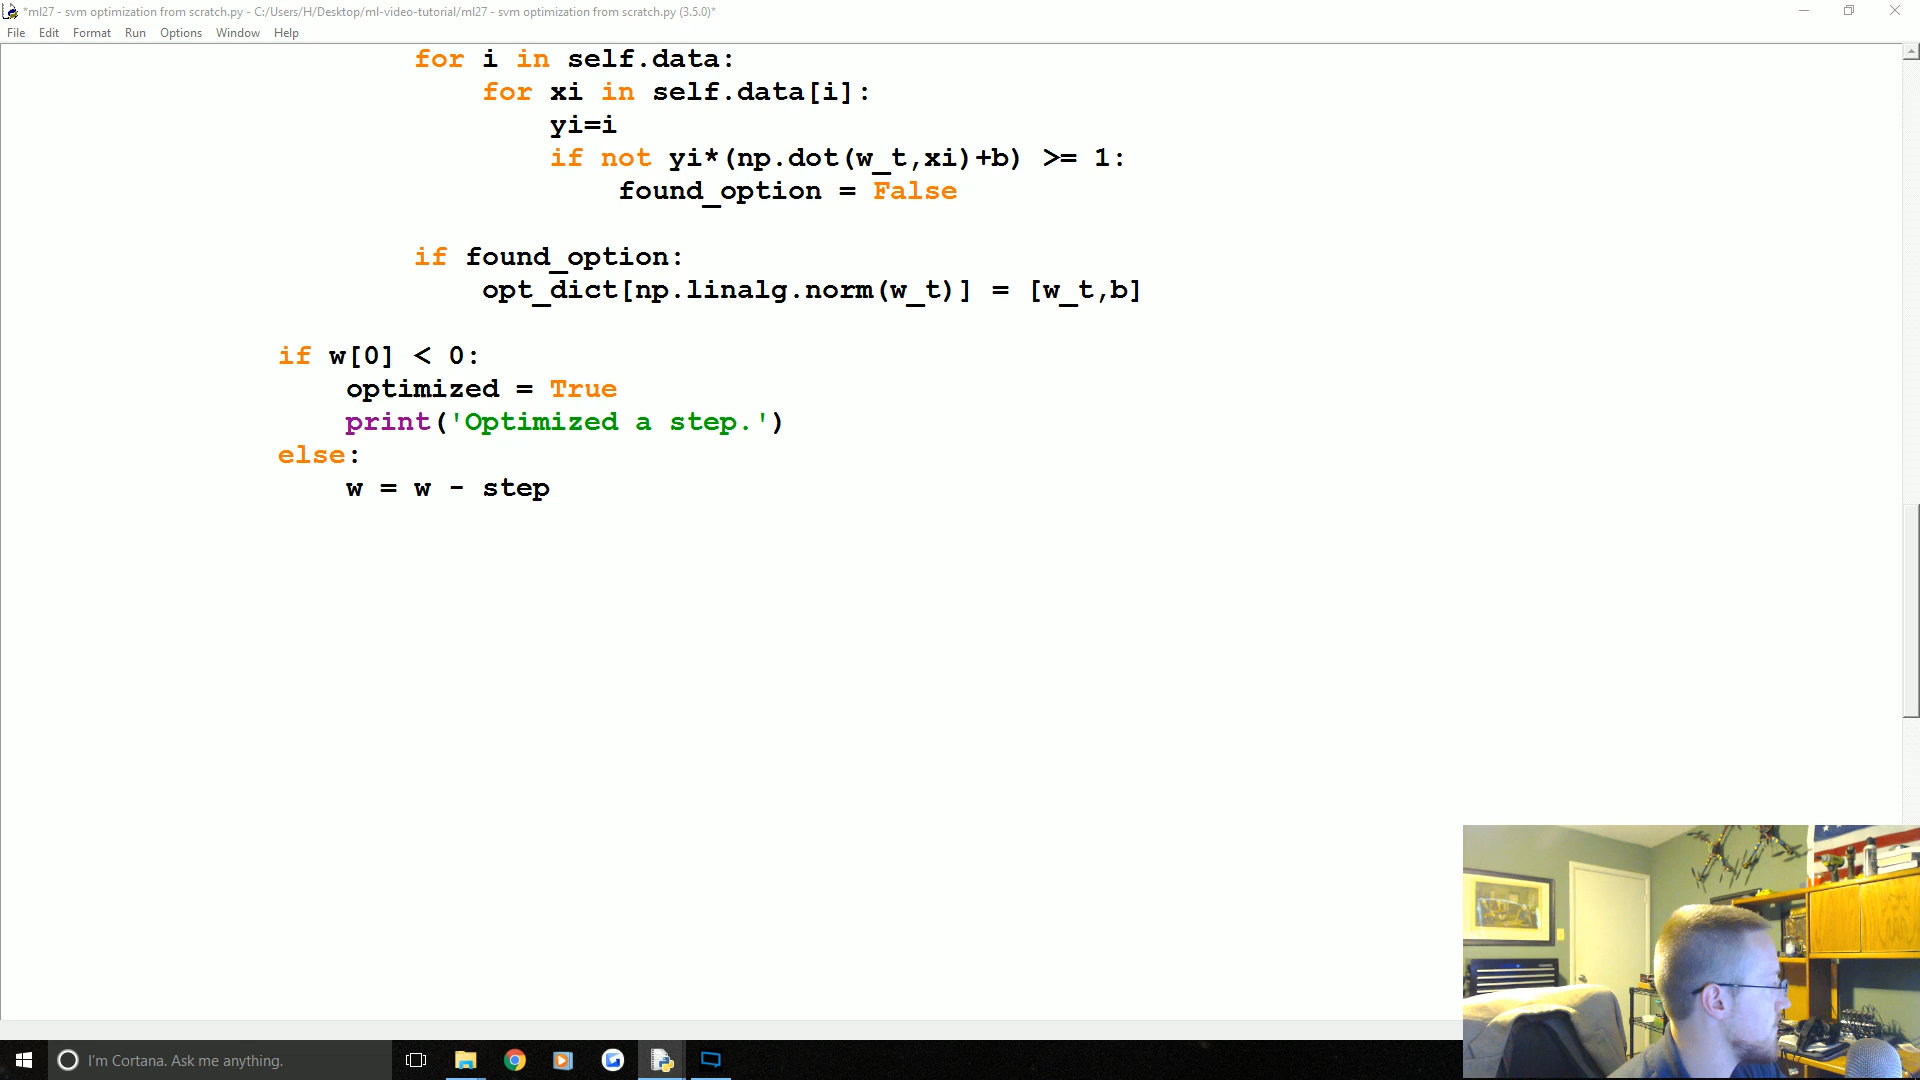 *ml27 - svm optimization from scratch.py - C:/Users/H/Desktop/ml-video-tutorial/ml27 - svm optimization from scratch.py (3.5.0)*
File Edit Format Run Options Window Help
for i in self.data:
for xi in self.data[i]:
yi=i
if not yi*(np.dot(w_t,xi)+b) >= 1:
found_option = False
if found_option:
opt_dict[np.linalg.norm(w_t)] = [w_t,b]
if w[0] < 0:
optimized = True
print('Optimized a step.')
else:
w = w - step
I'm Cortana. Ask me anything.